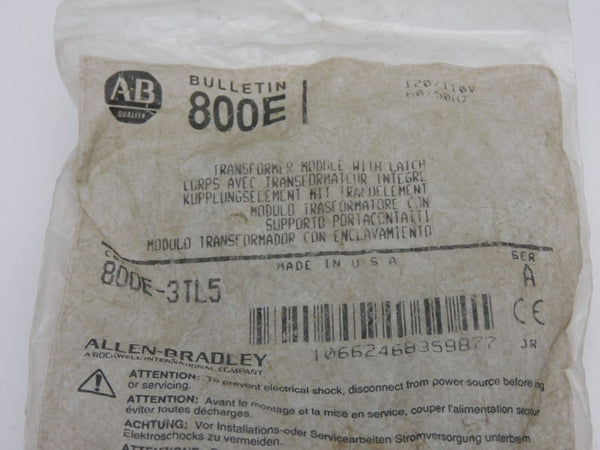 A-B
QUALITY
BULLETIN
800E
120/110V
60/50HZ
TRANSFORMER MODULE WITH LATCH
CORPS AVEC TRANSFORMATEUR INTEGRE
KUPPLUNGSELEMENT MIT TRAFOELEMENT
MODULO TRASFORMATORE CON
SUPPORTO PORTACONTATTI
MODULO TRANSFORMADOR CON ENCLAVAMIENTO
MADE IN U S A
SER
800E-3TL5
A
CE
10662468359877
JR
ALLEN-BRADLEY
A ROCKWELL INTERNATIONAL COMPANY
ATTENTION: To prevent electrical shock, disconnect from power source before
or servicing.
ATTENTION: Avant le montage et la mise en service, couper l'alimentation secteur
éviter toutes décharges.
ACHTUNG: Vor Installations-oder Servicearbeiten Stromversorgung
Elektroschocks zu vermeiden.